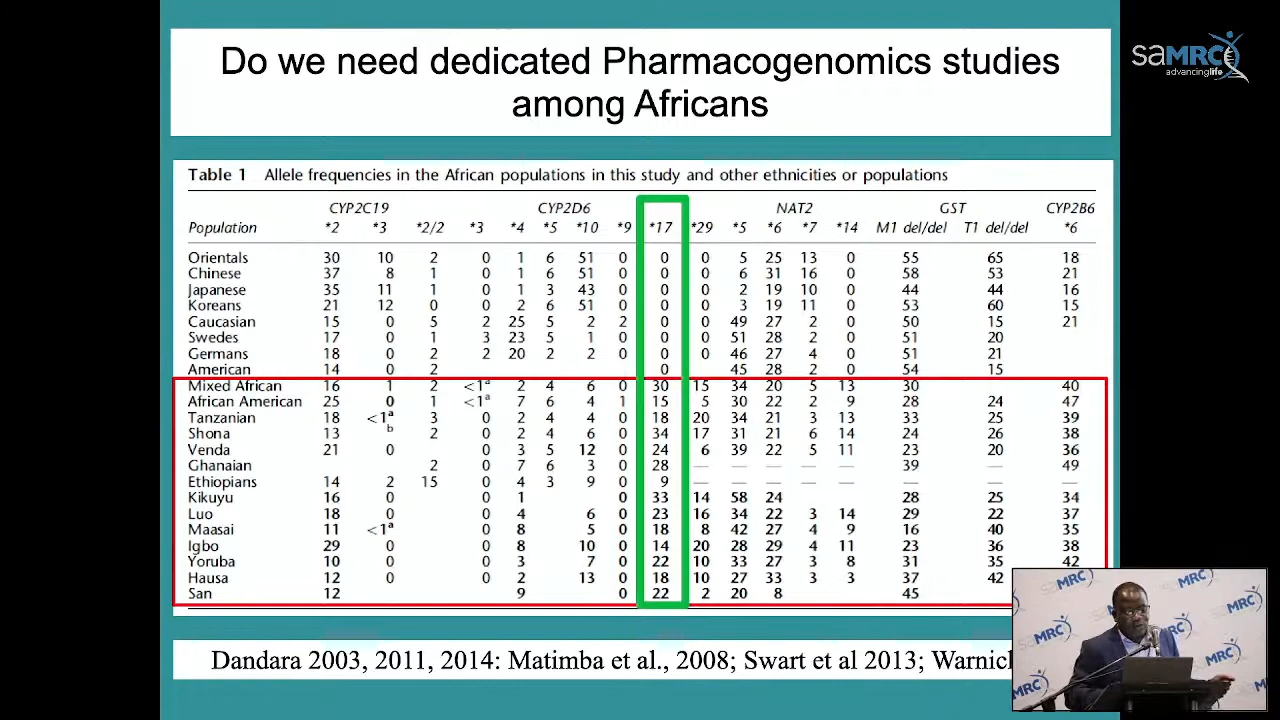 Do we need dedicated Pharmacogenomics studies
among Africans
saMRC
advancinglife
Table 1 Allele frequencies in the African populations in this study and other ethnicities or populations
CYP2C19 CYP2D6 NAT2 GST CYP2B6
Population *2 *3 *2/2 *3 *4 *5 *10 *9 *17 *29 *5 *6 *7 *14 M1 del/del T1 del/del *6
Orientals 30 10 2 0 1 6 51 0 0 0 5 25 13 0 55 65 18
Chinese 37 8 1 0 1 6 51 0 0 0 6 31 16 0 58 53 21
Japanese 35 11 1 0 1 3 43 0 0 0 2 19 10 0 44 44 16
Koreans 21 12 0 0 2 6 51 0 0 0 3 19 11 0 53 60 15
Caucasian 15 0 5 2 25 5 2 2 0 0 49 27 2 0 50 15 21
Swedes 17 0 1 3 23 5 1 0 0 0 51 28 2 0 51 20
Germans 18 0 2 2 20 2 2 0 0 0 46 27 4 0 51 21
American 14 0 2 0 45 28 2 0 54 15
Mixed African 16 1 2 <1a 2 4 6 0 30 15 34 20 5 13 30 40
African American 25 0 1 <1a 7 6 4 1 15 5 30 22 2 9 28 24 47
Tanzanian 18 <1a 3 0 2 4 4 0 18 20 34 21 3 13 33 25 39
Shona 13 b 2 0 2 4 6 0 34 17 31 21 6 14 24 26 38
Venda 21 0 0 3 5 12 0 24 6 39 22 5 11 23 20 36
Ghanaian 2 0 7 6 3 0 28 — — — — — 39 — 49
Ethiopians 14 2 15 4 3 9 0 9 — — — — — — — —
Kikuyu 16 0 0 1 0 33 14 58 24 28 25 34
Luo 18 0 0 4 6 0 23 16 34 22 3 14 29 22 37
Maasai 11 <1a 0 8 5 0 18 8 42 27 4 9 16 40 35
Igbo 29 0 0 8 10 0 14 20 28 29 4 11 23 36 38
Yoruba 10 0 0 3 7 0 22 10 33 27 3 8 31 35 42
Hausa 12 0 0 2 13 0 18 10 27 33 3 3 37 42
San 12 9 0 22 2 20 8 45
Dandara 2003, 2011, 2014: Matimba et al., 2008; Swart et al 2013;
MRC
MRC
MRC
MRC
MRC